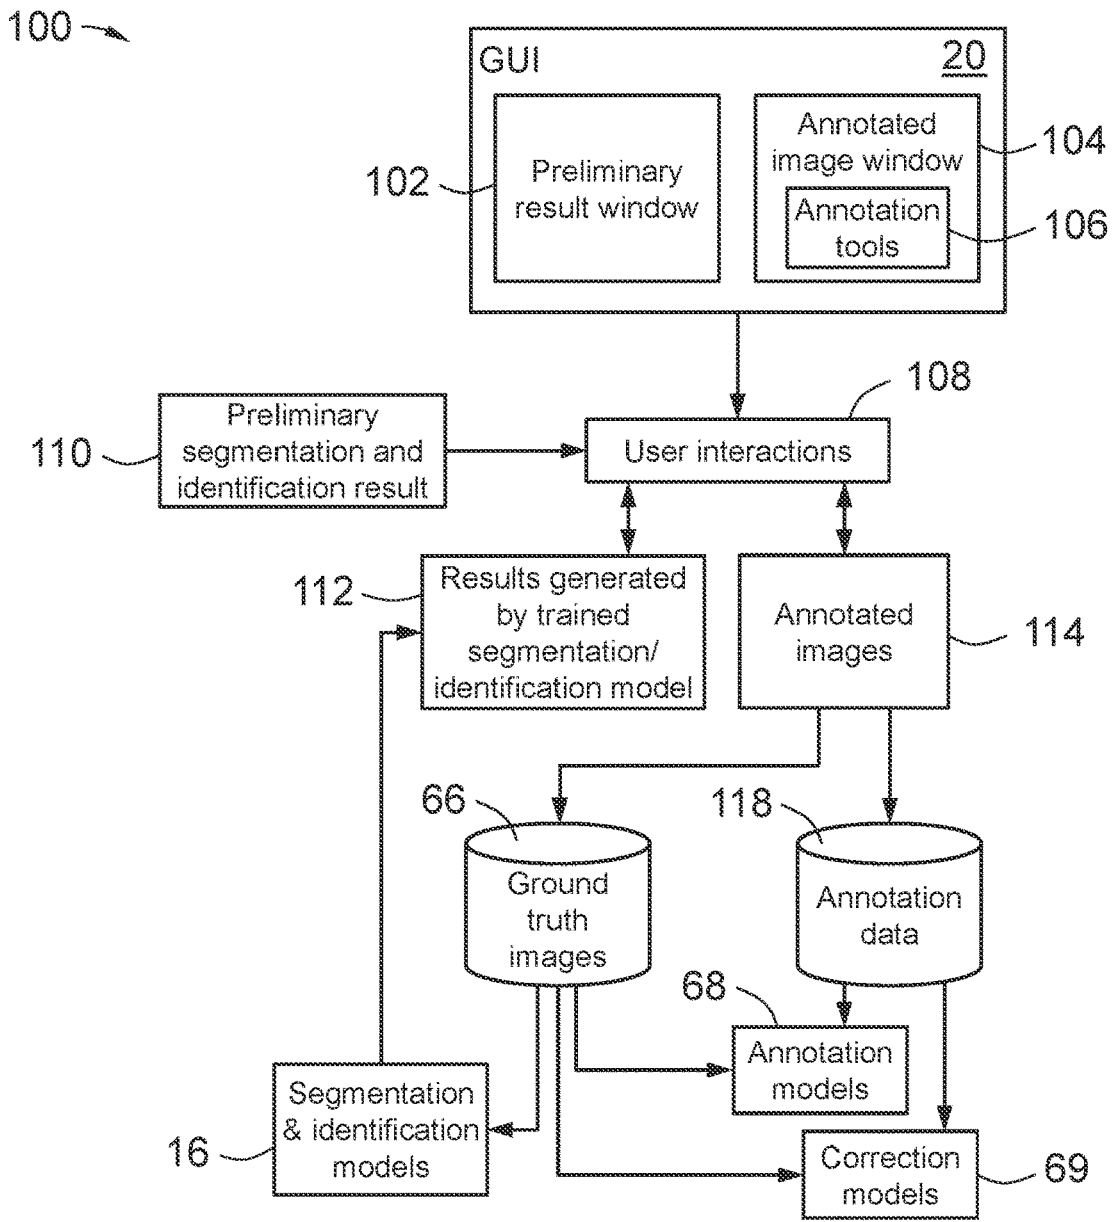 100
GUI
20
Preliminary
result window
102
Annotated
image window
104
Annotation
tools
106
108
User interactions
Preliminary
segmentation and
identification result
110
112
Results generated
by trained
segmentation/
identification model
Annotated
images
114
66
Ground
truth
images
118
Annotation
data
68
Annotation
models
Segmentation
& identification
models
16
Correction
models
69